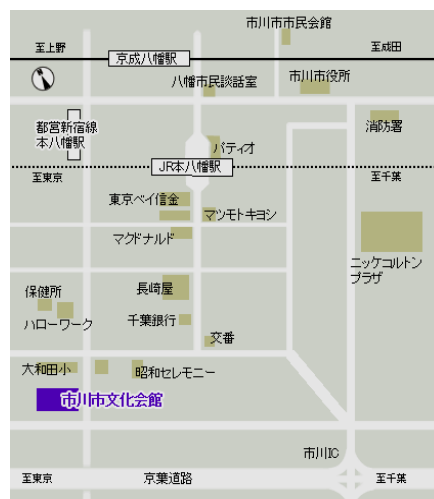 市川市市民会館
至上野
至成田
京成八幡駅
八幡市民談話室
市川市役所
都営新宿線
本八幡駅
消防署
パティオ
JR本八幡駅
至東京
至千葉
東京ベイ信金
マツモトキヨシ
マクドナルド
ニッケコルトン
プラザ
保健所
長崎屋
ハローワーク
千葉銀行
交番
大和田小
昭和セレモニー
市川市文化会館
市川IC
至東京
京葉道路
至千葉